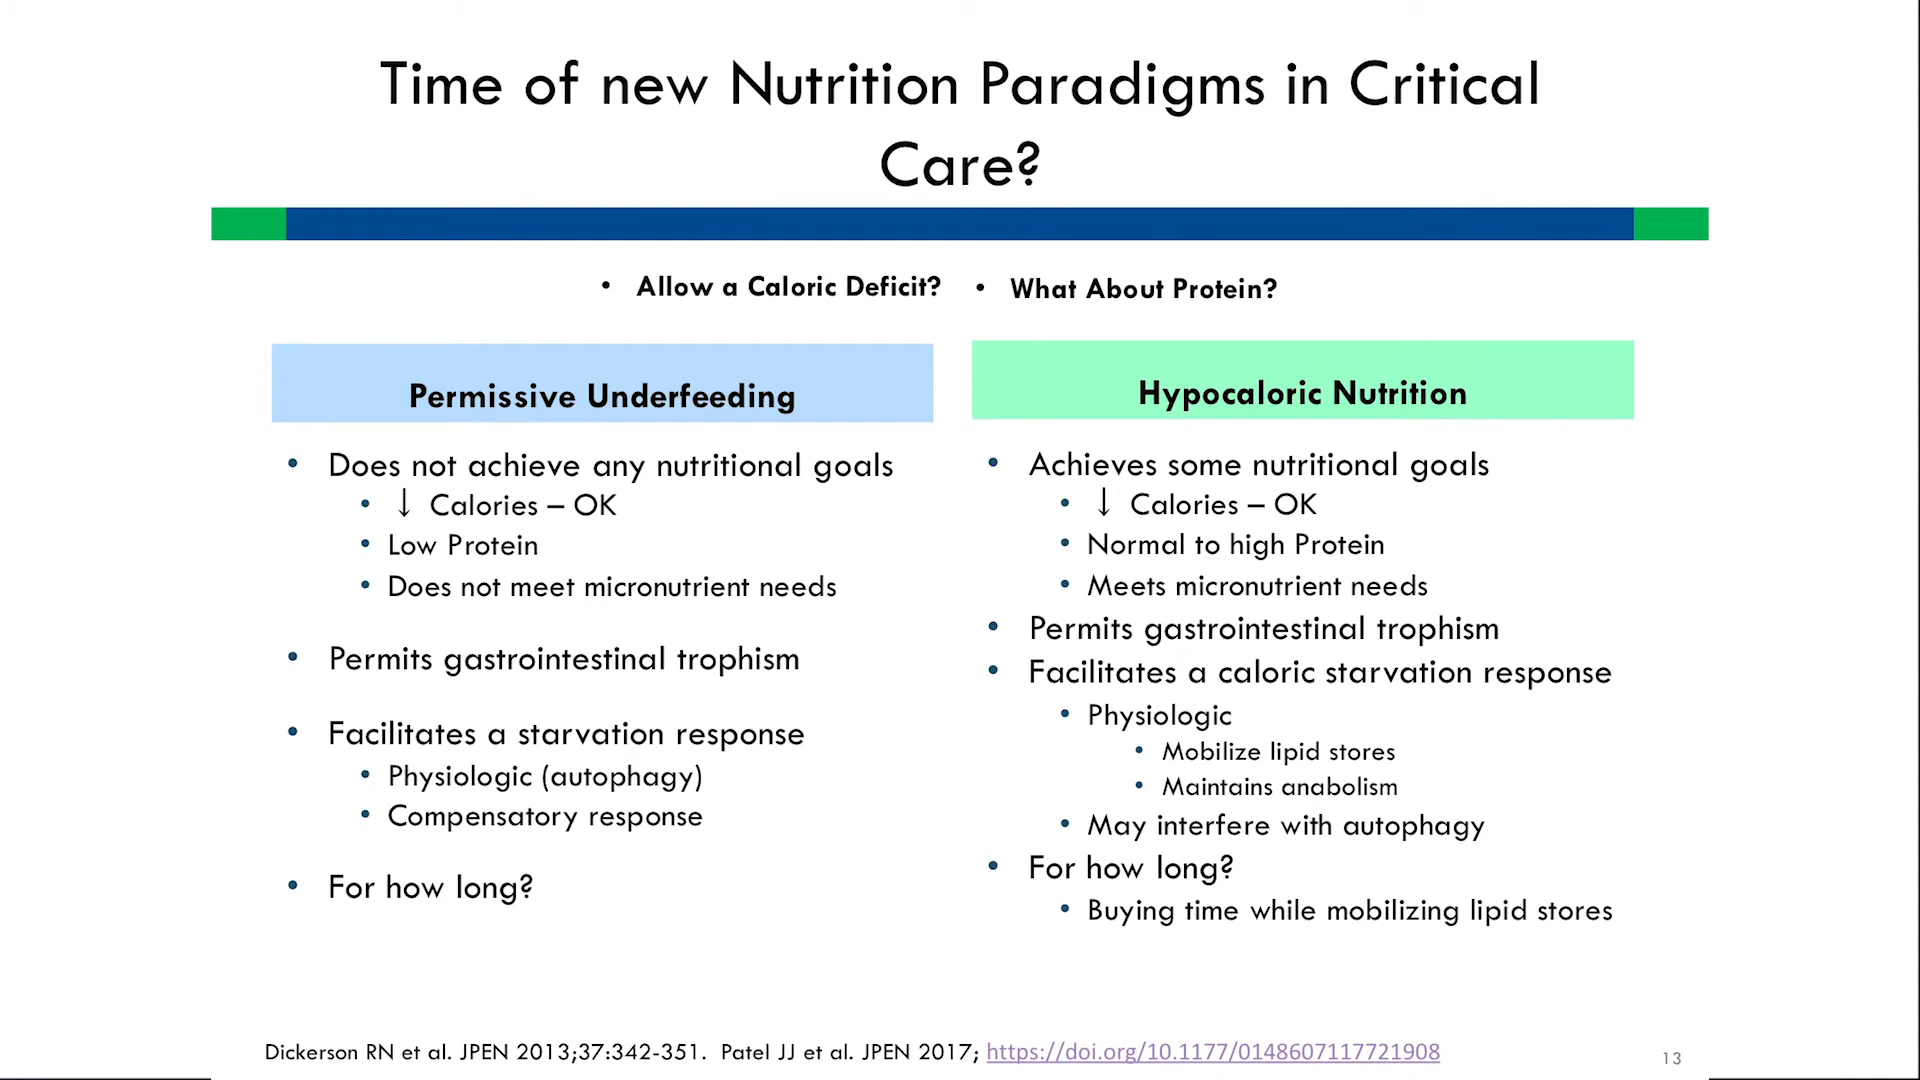 Time of new Nutrition Paradigms in Critical
Care?
• Allow a Caloric Deficit?
• What About Protein?
Permissive Underfeeding
• Does not achieve any nutritional goals
• ↓ Calories – OK
• Low Protein
• Does not meet micronutrient needs
• Permits gastrointestinal trophism
• Facilitates a starvation response
• Physiologic (autophagy)
• Compensatory response
• For how long?
Hypocaloric Nutrition
• Achieves some nutritional goals
• ↓ Calories – OK
• Normal to high Protein
• Meets micronutrient needs
• Permits gastrointestinal trophism
• Facilitates a caloric starvation response
• Physiologic
• Mobilize lipid stores
• Maintains anabolism
• May interfere with autophagy
• For how long?
• Buying time while mobilizing lipid stores
Dickerson RN et al. JPEN 2013;37:342-351. Patel JJ et al. JPEN 2017; https://doi.org/10.1177/0148607117721908
13